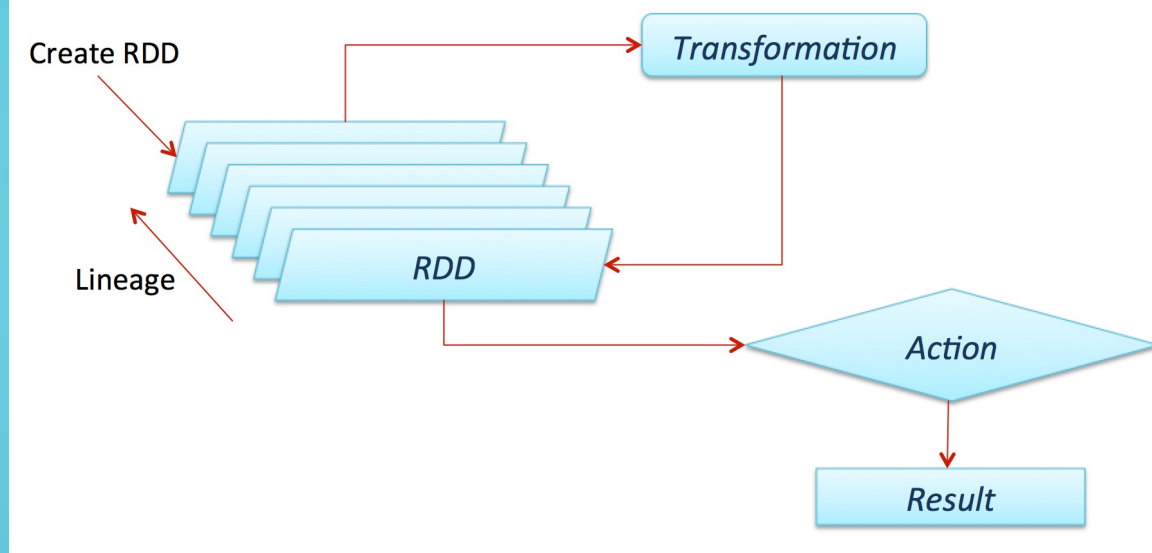 Create RDD
Transformation
RDD
Lineage
Action
Result